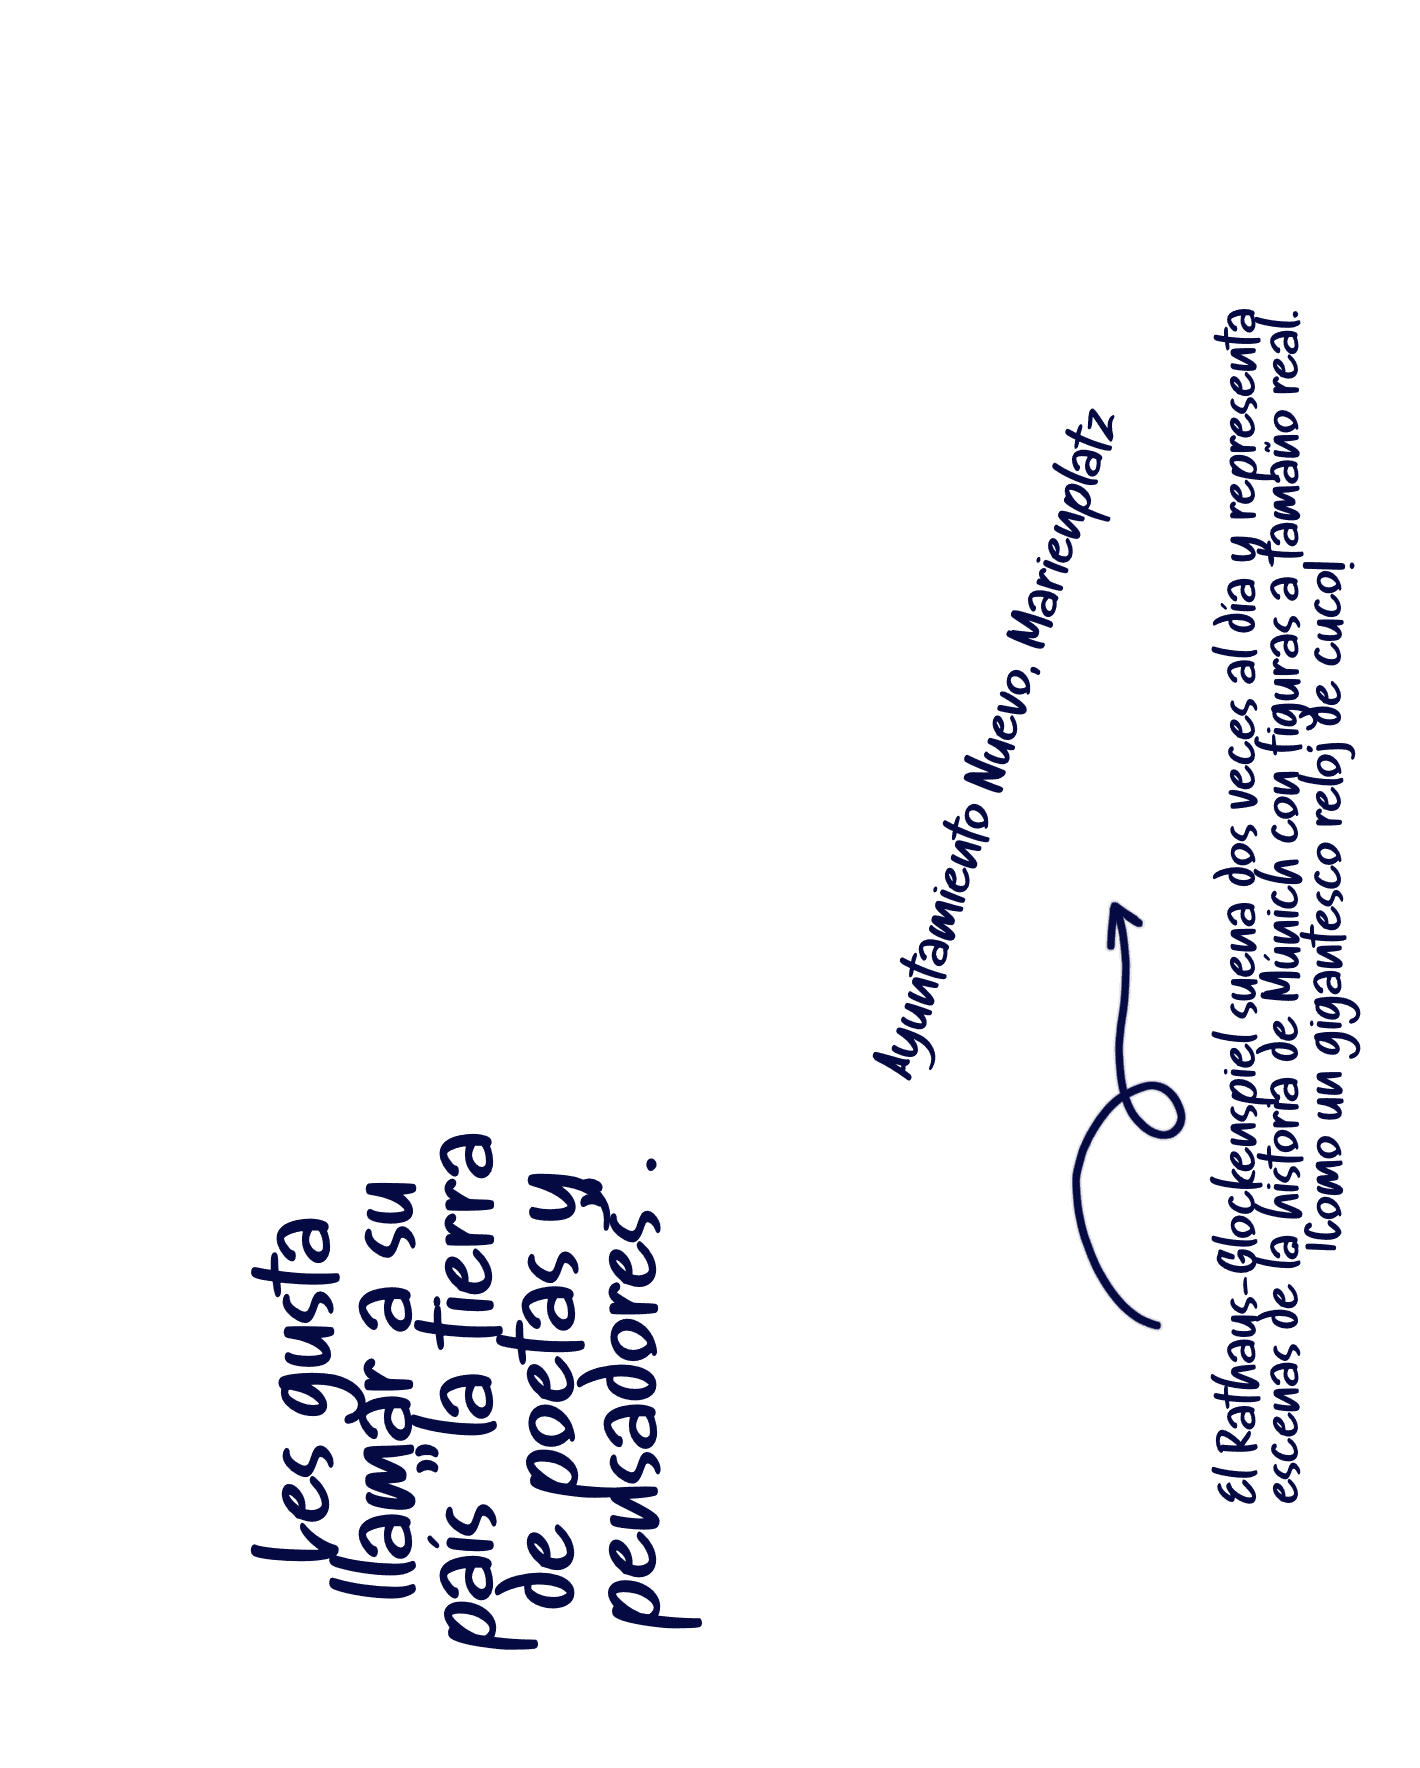 Les gusta
llamar a su
país "la tierra
de poetas y
pensadores".
Ayuntamiento Nuevo, Marienplatz
El Rathaus-Glockenspiel suena dos veces al día y representa
escenas de la historia de Múnich con figuras a tamaño real.
¡Como un gigantesco reloj de cuco!